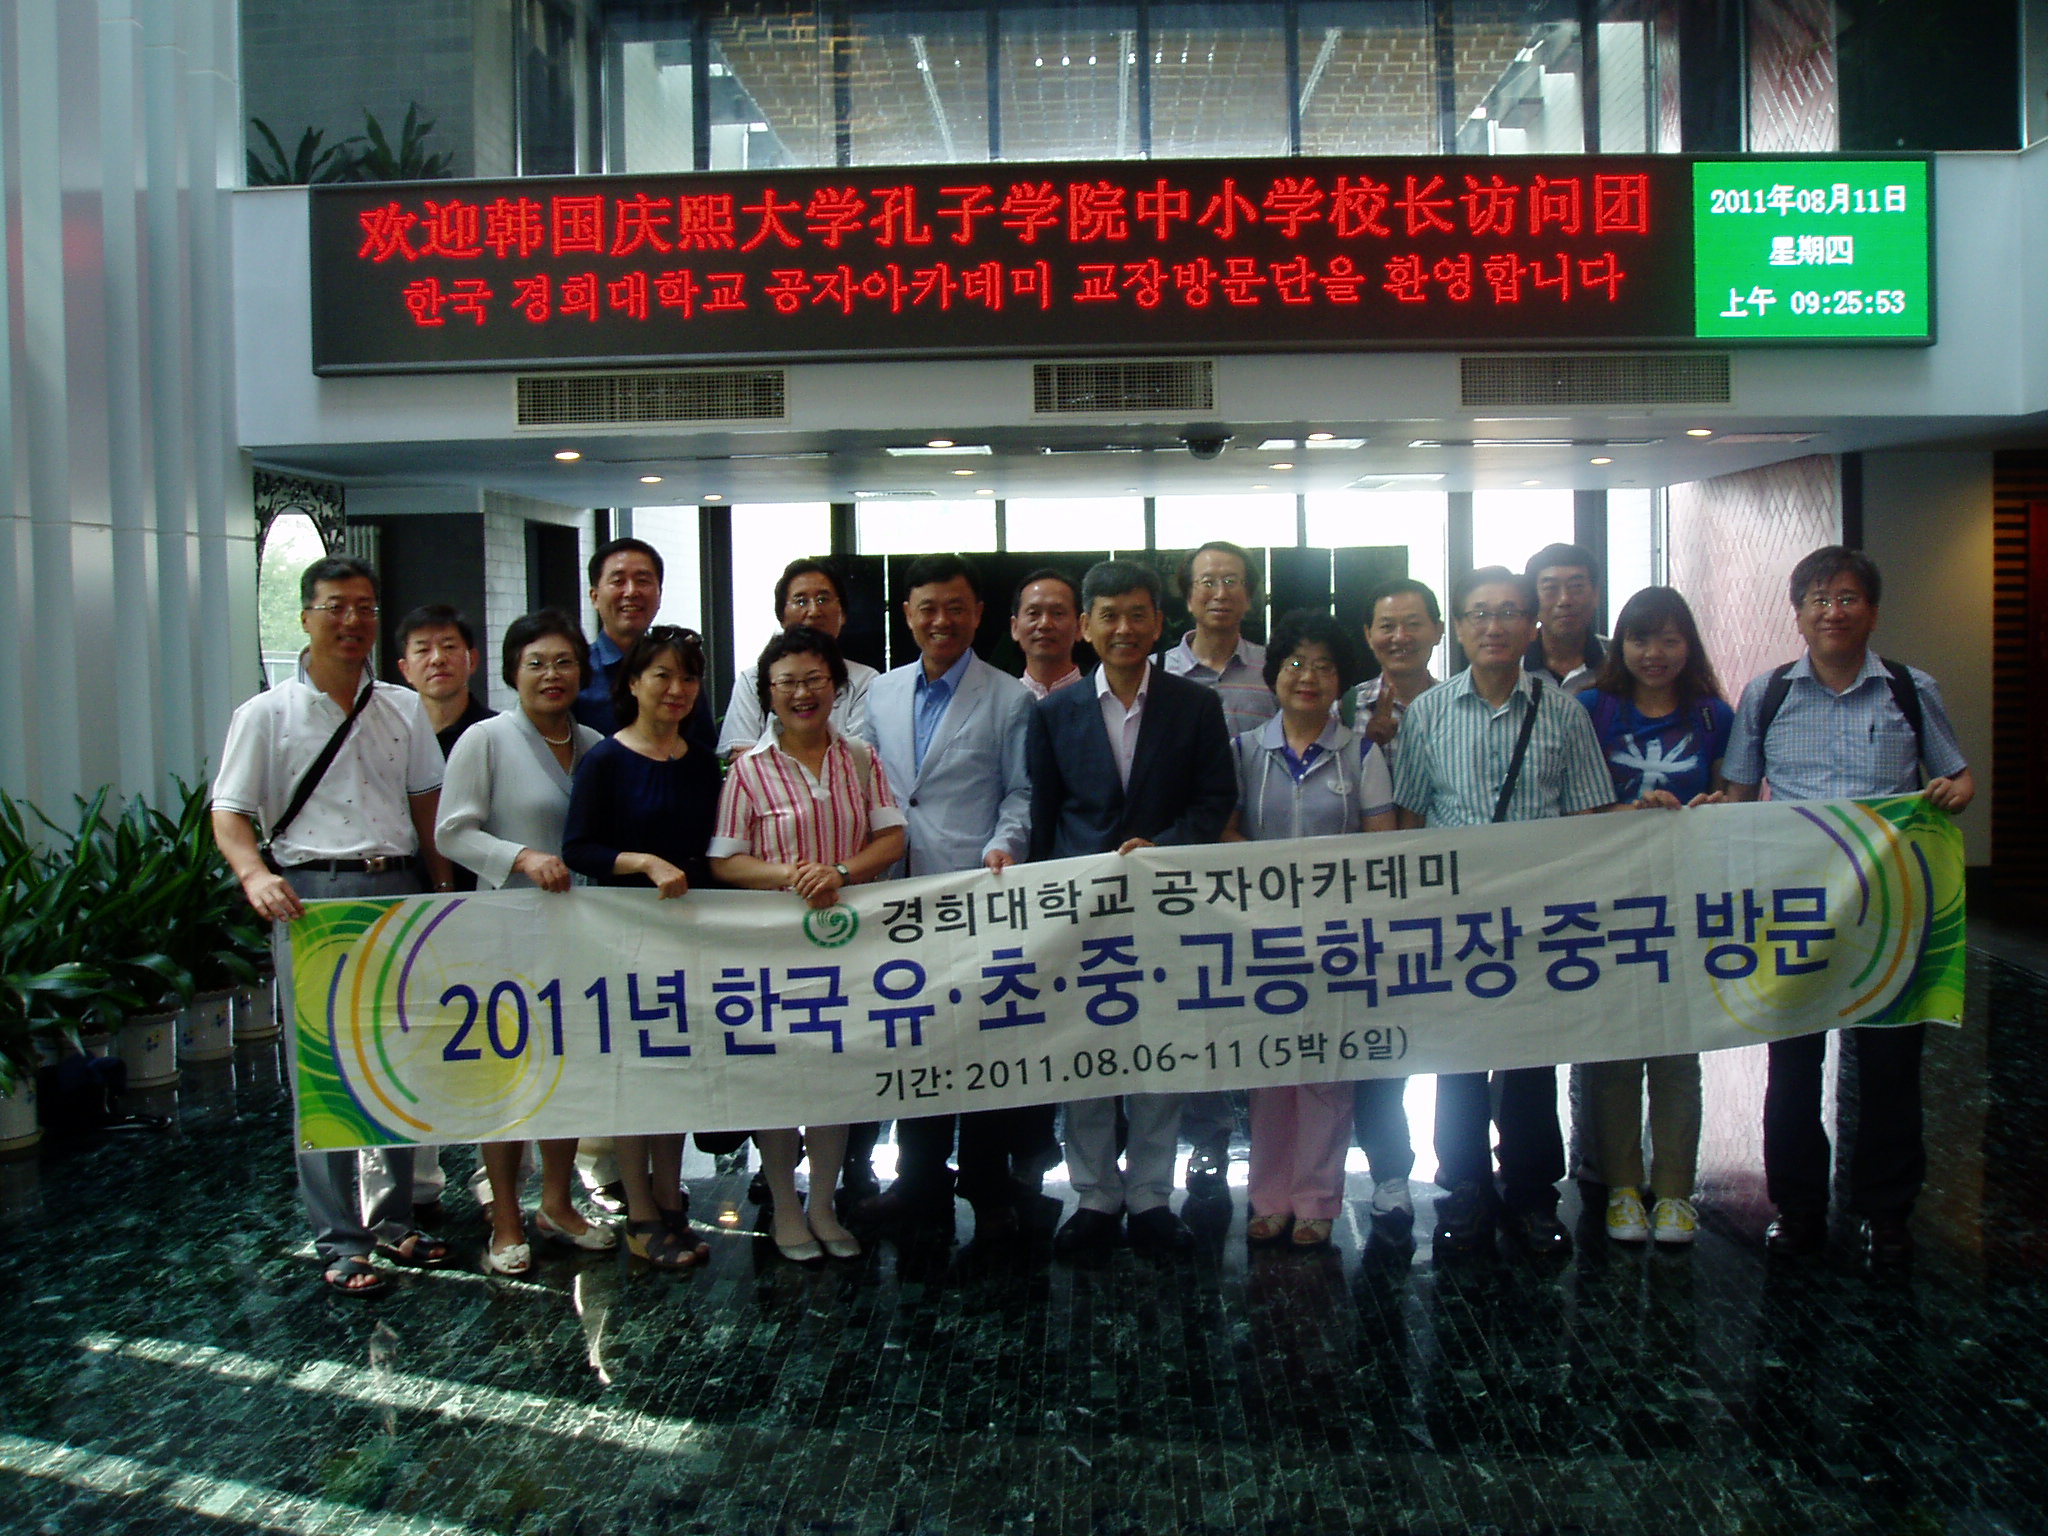 欢迎韩国庆熙大学孔子学院中小学校长访问团
한국 경희대학교 공자아카데미 교장방문단을 환영합니다
2011年08月11日
星期四
上午 09:25:53
경희대학교 공자아카데미
2011년 한국 유·초·중·고등학교장 중국 방문
기간: 2011.08.06~11 (5박 6일)